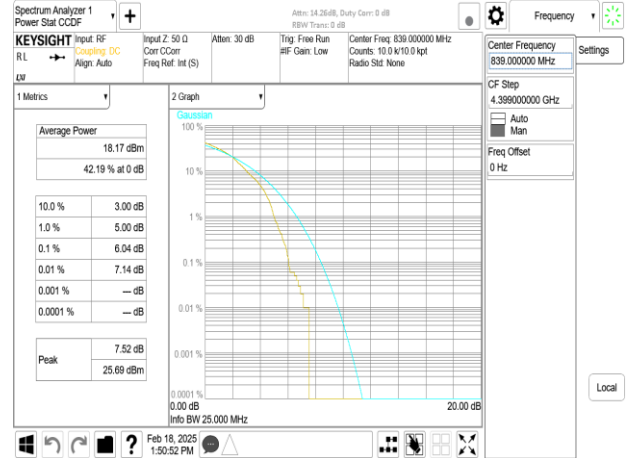 Spectrum Analyzer 1
Power Stat CCDF
Attn: 14.26dB, Duty Corr: 0 dB
RBW Trans: 0 dB
Frequency
KEYSIGHT
RL
LXI
Input: RF
Coupling: DC
Align: Auto
Input Z: 50 Ω
Corr CCorr
Freq Ref: Int (S)
Atten: 30 dB
Trig: Free Run
#IF Gain: Low
Center Freq: 839.000000 MHz
Counts: 10.0 k/10.0 kpt
Radio Std: None
Center Frequency
839.000000 MHz
Settings
CF Step
4.399000000 GHz
Auto
Man
Freq Offset
0 Hz
1 Metrics
Average Power
18.17 dBm
42.19 % at 0 dB
10.0 % 3.00 dB
1.0 % 5.00 dB
0.1 % 6.04 dB
0.01 % 7.14 dB
0.001 % --- dB
0.0001 % --- dB
Peak
7.52 dB
25.69 dBm
2 Graph
Gaussian
100 %
10 %
1 %
0.1 %
0.01 %
0.001 %
0.0001 %
0.00 dB 20.00 dB
Info BW 25.000 MHz
Local
Feb 18, 2025
1:50:52 PM